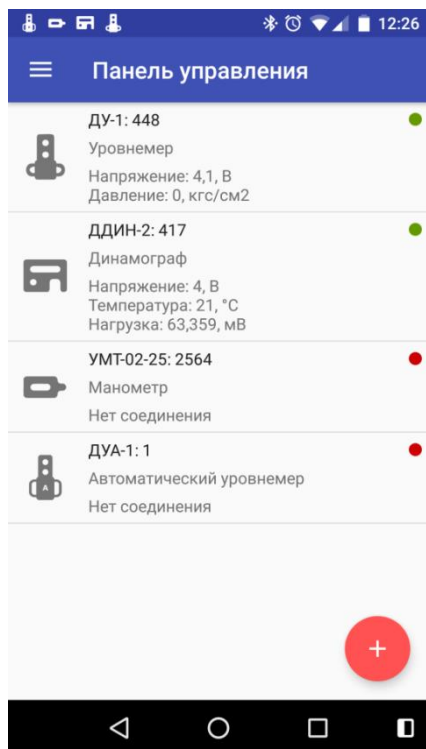 12:26
Панель управления
ДУ-1: 448
Уровнемер
Напряжение: 4,1, В
Давление: 0, кгс/см2
ДДИН-2: 417
Динамограф
Напряжение: 4, В
Температура: 21, °C
Нагрузка: 63,359, мВ
УМТ-02-25: 2564
Манометр
Нет соединения
ДУА-1: 1
Автоматический уровнемер
Нет соединения
A